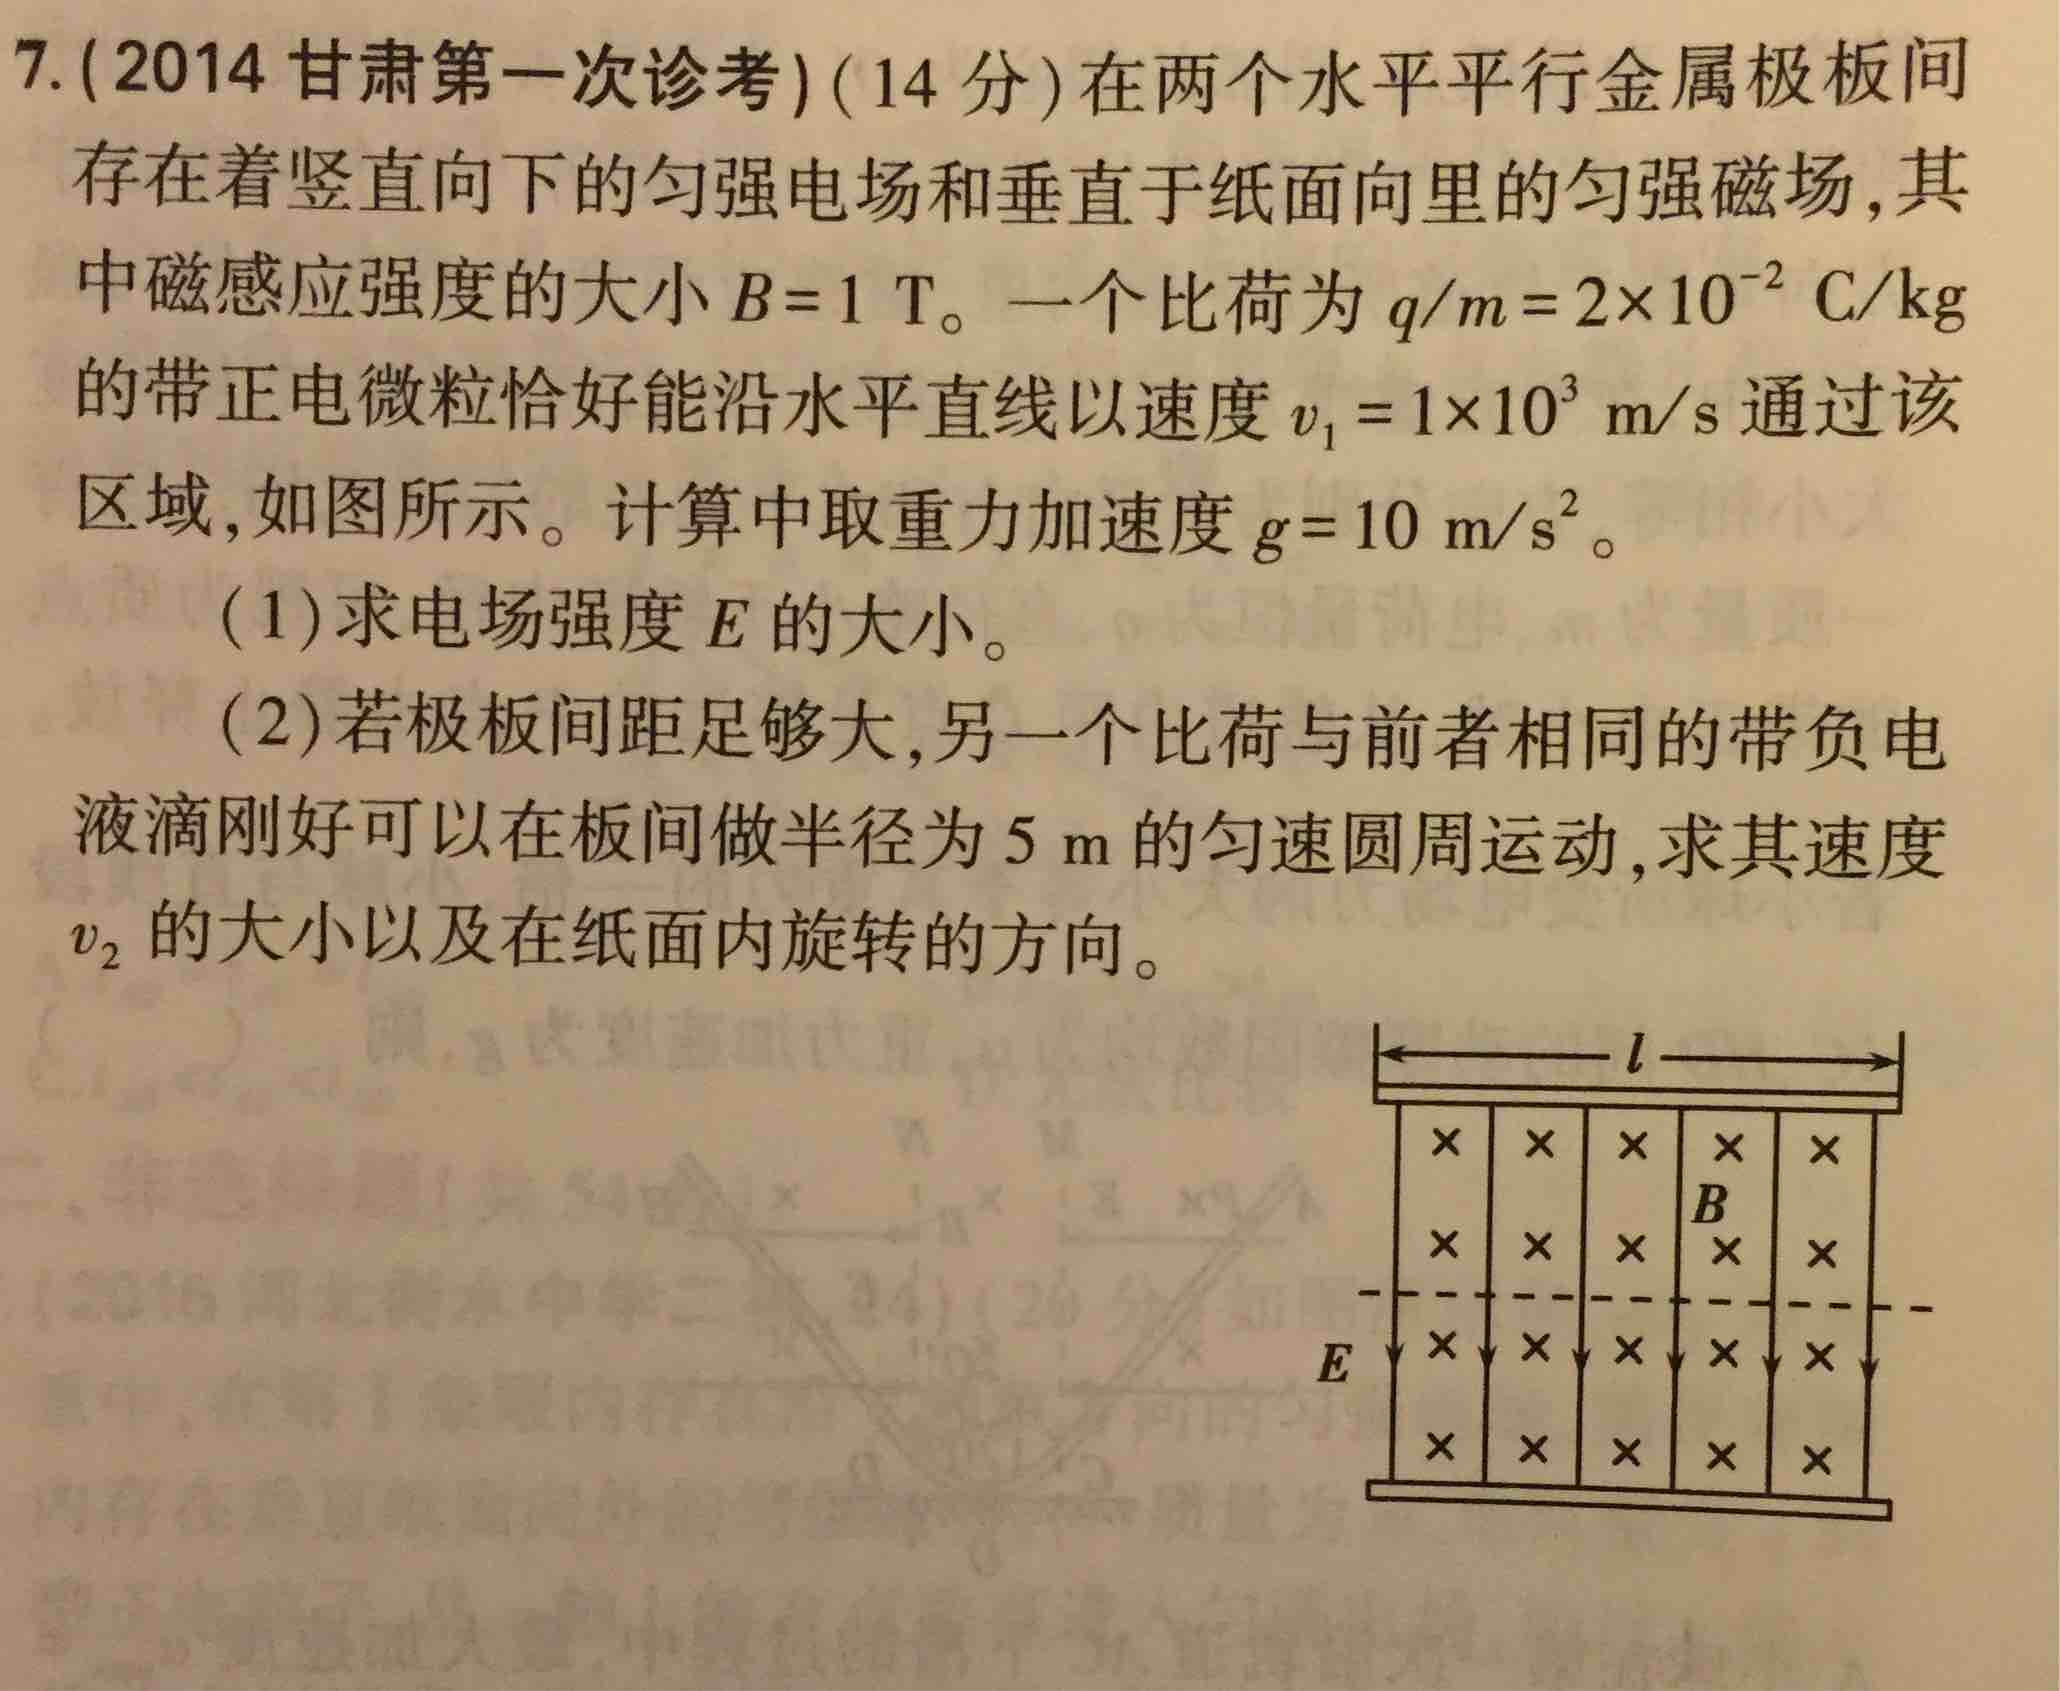 7.(2014 甘肃第一次诊考)(14 分)在两个水平平行金属极板间
存在着竖直向下的匀强电场和垂直于纸面向里的匀强磁场,其
中磁感应强度的大小 B=1 T。一个比荷为 q/m=2×10⁻² C/kg
的带正电微粒恰好能沿水平直线以速度 v₁=1×10³ m/s 通过该
区域,如图所示。计算中取重力加速度 g=10 m/s²。
(1)求电场强度 E 的大小。
(2)若极板间距足够大,另一个比荷与前者相同的带负电
液滴刚好可以在板间做半径为 5 m 的匀速圆周运动,求其速度
v₂ 的大小以及在纸面内旋转的方向。
l
B
E